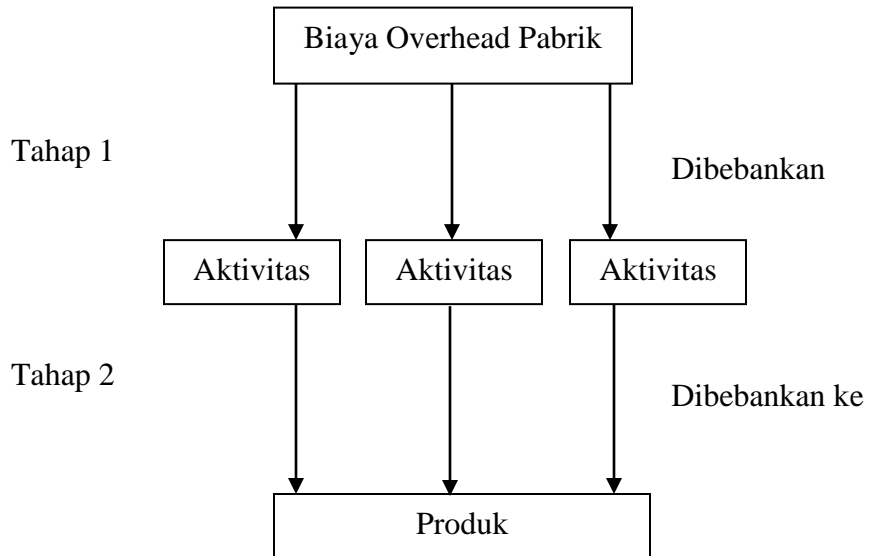 Biaya Overhead Pabrik
Tahap 1
Dibebankan
Aktivitas
Aktivitas
Aktivitas
Tahap 2
Dibebankan ke
Produk